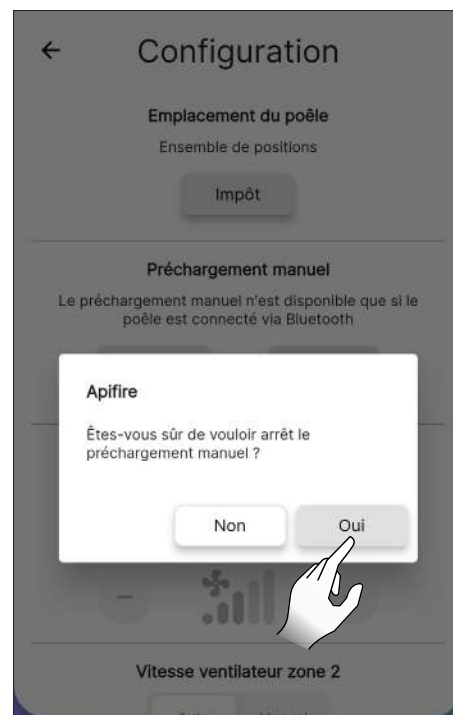 Configuration
Emplacement du poêle
Ensemble de positions
Impôt
Préchargement manuel
Le préchargement manuel n'est disponible que si le
poêle est connecté via Bluetooth
Apifire
Êtes-vous sûr de vouloir arrêt le
préchargement manuel ?
Non
Oui
Vitesse ventilateur zone 2